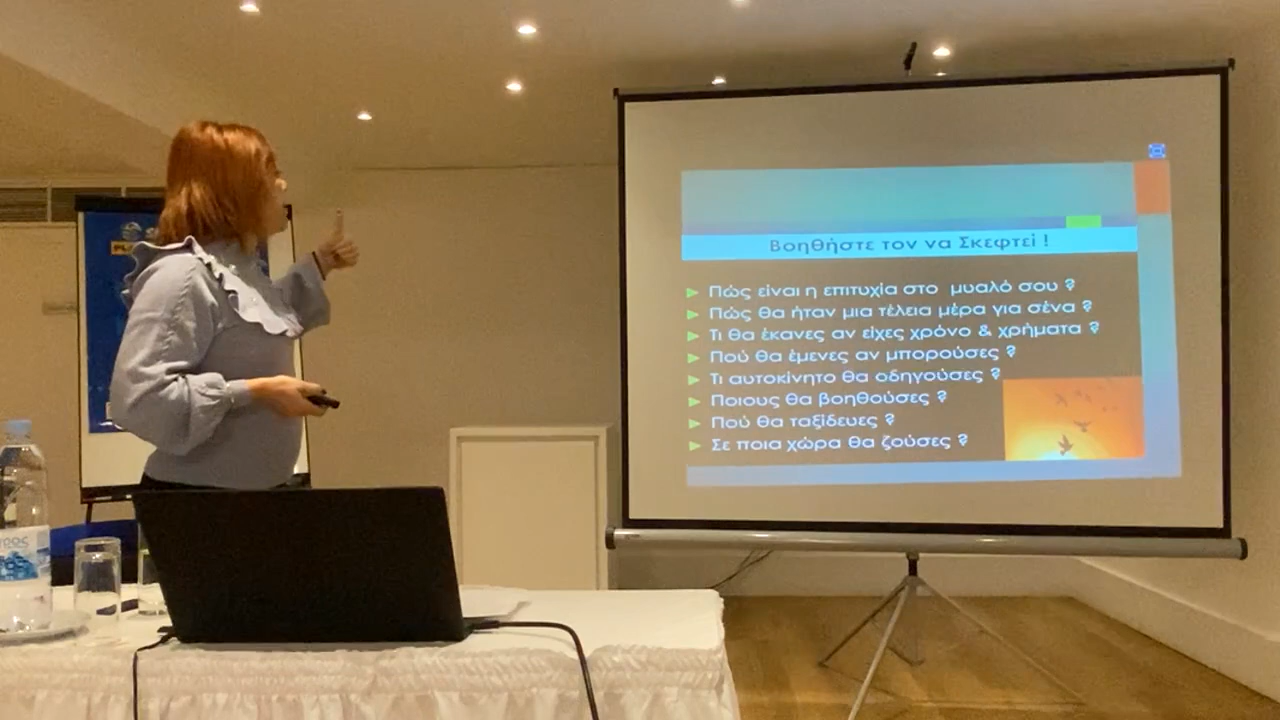 Βοηθήστε τον να Σκεφτεί !
Πώς είναι η επιτυχία στο μυαλό σου ?
Πώς θα ήταν μια τέλεια μέρα για σένα ?
Τι θα έκανες αν είχες χρόνο & χρήματα ?
Πού θα έμενες αν μπορούσες ?
Τι αυτοκίνητο θα οδηγούσες ?
Ποιους θα βοηθούσες ?
Πού θα ταξίδευες ?
Σε ποια χώρα θα ζούσες ?